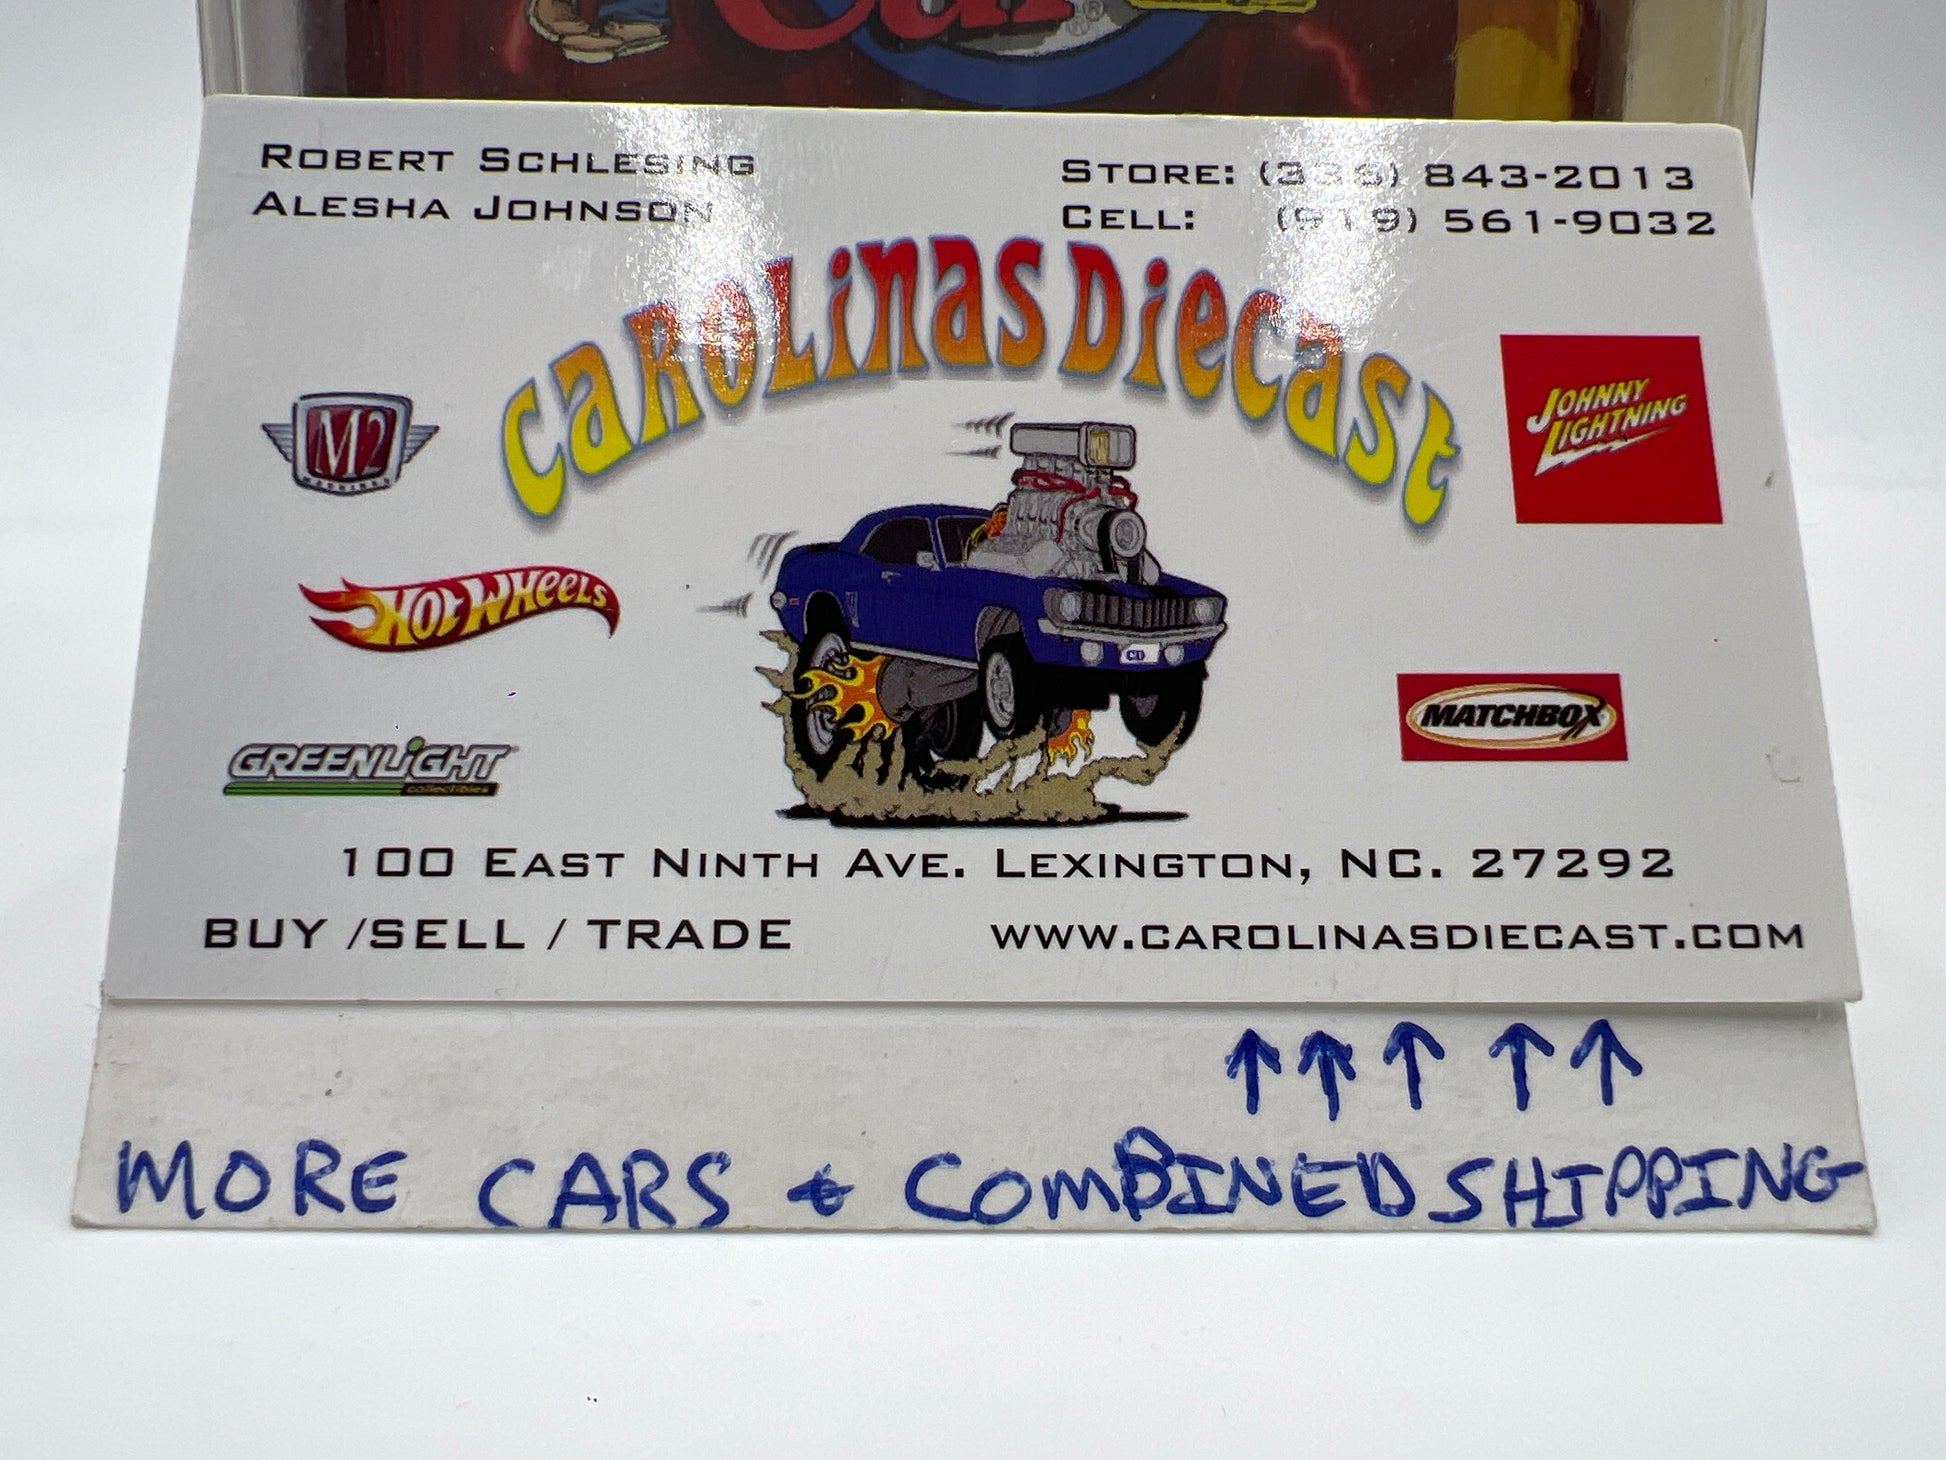 Car
ROBERT SCHLESING
ALESHA JOHNSON
STORE: (336) 843-2013
CELL: (919) 561-9032
CAROLINAS DIECAST
M2
MACHINES
JOHNNY
LIGHTNING
HOT WHEELS
CD
MATCHBOX
GREENLIGHT
collectibles
100 EAST NINTH AVE. LEXINGTON, NC. 27292
BUY /SELL / TRADE
WWW.CAROLINASDIECAST.COM
↑ ↑ ↑ ↑ ↑
MORE CARS & COMBINED SHIPPING